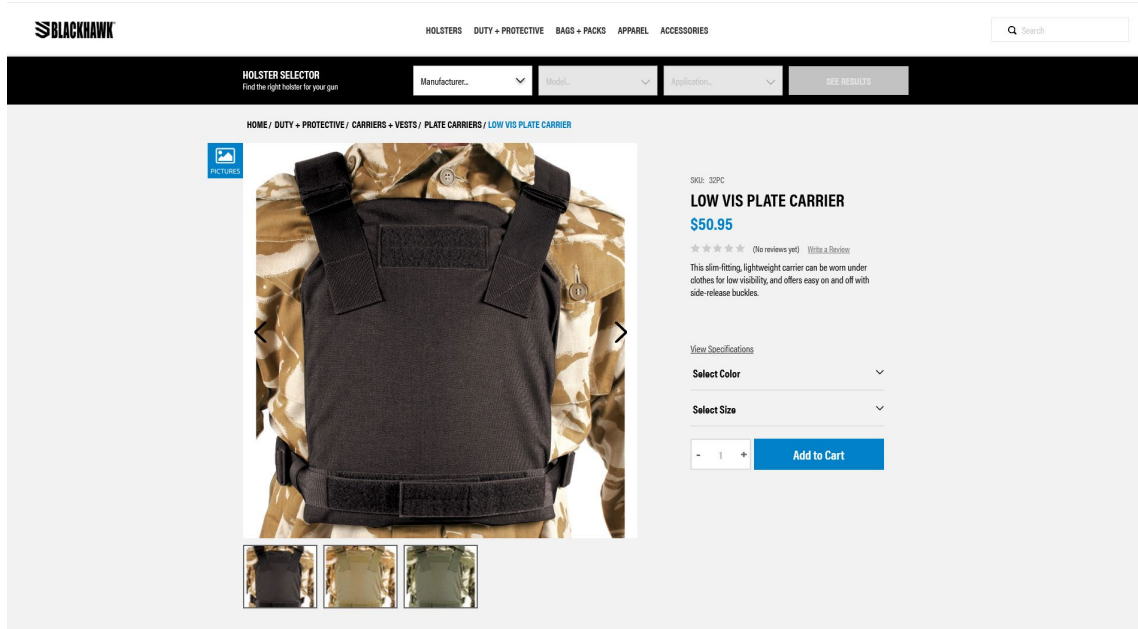 BLACKHAWK
HOLSTERS DUTY + PROTECTIVE BAGS + PACKS APPAREL ACCESSORIES
Search
HOLSTER SELECTOR
Find the right holster for your gun
Manufacturer...
Model...
Application...
SEE RESULTS
HOME / DUTY + PROTECTIVE / CARRIERS + VESTS / PLATE CARRIERS / LOW VIS PLATE CARRIER
PICTURES
SKU: 32PC
LOW VIS PLATE CARRIER
$50.95
(No reviews yet) Write a Review
This slim-fitting, lightweight carrier can be worn under
clothes for low visibility, and offers easy on and off with
side-release buckles.
View Specifications
Select Color
Select Size
- 1 +
Add to Cart